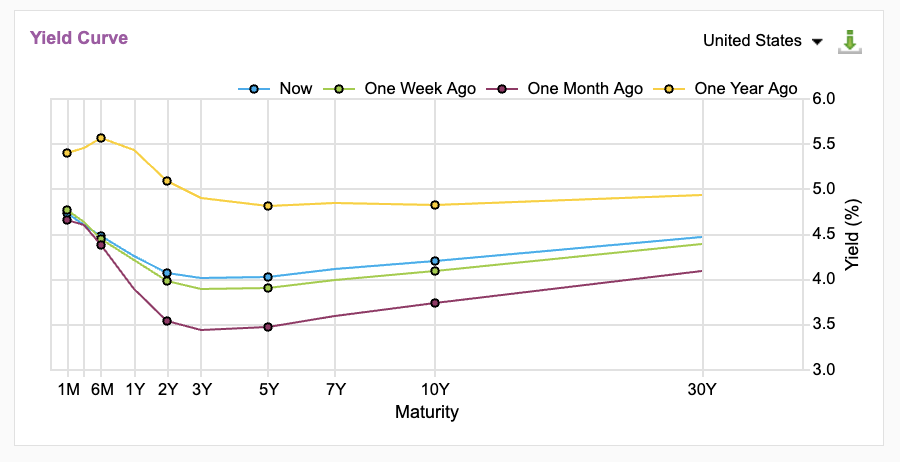 Yield Curve
United States
Now One Week Ago One Month Ago One Year Ago
6.0
5.5
5.0
4.5
4.0
3.5
3.0
Yield (%)
1M 6M 1Y 2Y 3Y 5Y 7Y 10Y 30Y
Maturity